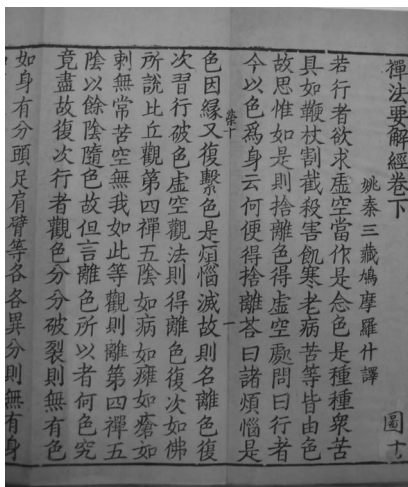 禪法要解經卷下 圖十
姚秦三藏鳩摩羅什譯
若行者欲求虛空當作是念色是種種衆苦
具如鞭杖割截殺害飢寒老病苦等皆由色
故思惟如是則捨離色得虛空處問曰行者
今以色爲身云何便得捨離荅曰諸煩惱是
色因緣又復繫色是煩惱滅故則名離色復
次習行破色虛空觀法則得離色復次如佛
所說比丘觀第四禪五陰如病如癰如瘡如
刺無常苦空無我如此等觀則離第四禪五
陰以餘陰隨色故但言離色所以者何色究
竟盡故復次行者觀色分分破裂則無有色
如身有分頭足有臂等各各異分則無有身